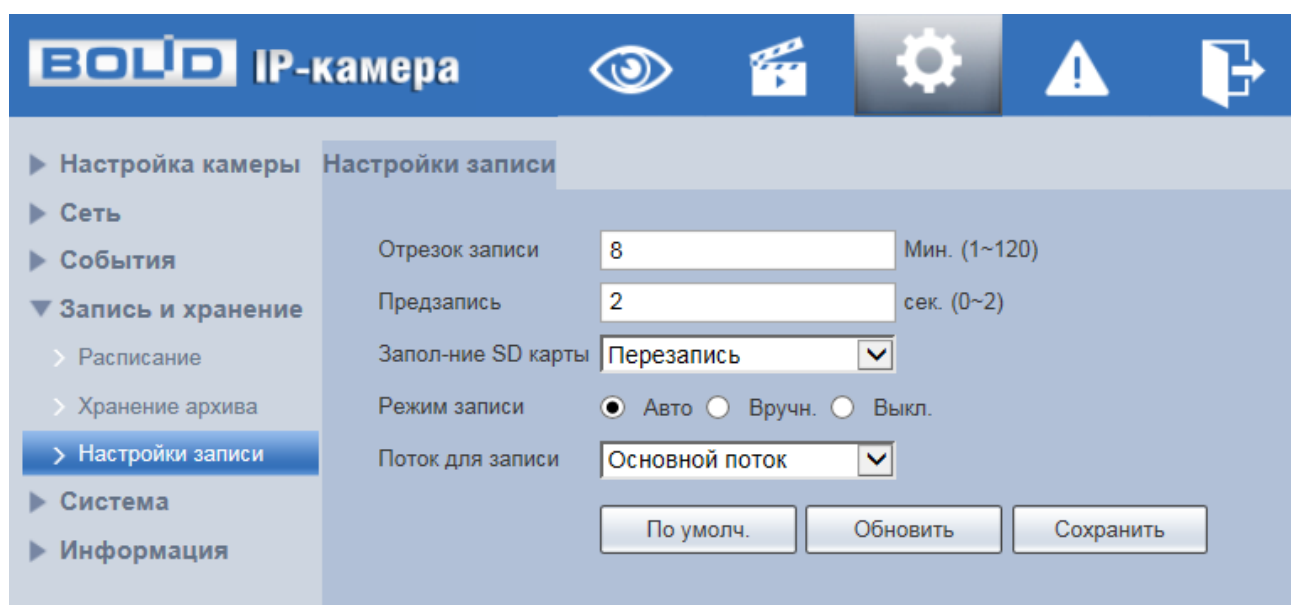 BOLID IP-камера
Настройка камеры
Сеть
События
Запись и хранение
Расписание
Хранение архива
Настройки записи
Система
Информация
Настройки записи
Отрезок записи 8 Мин. (1~120)
Предзапись 2 сек. (0~2)
Запол-ние SD карты Перезапись
Режим записи Авто Вручн. Выкл.
Поток для записи Основной поток
По умолч. Обновить Сохранить